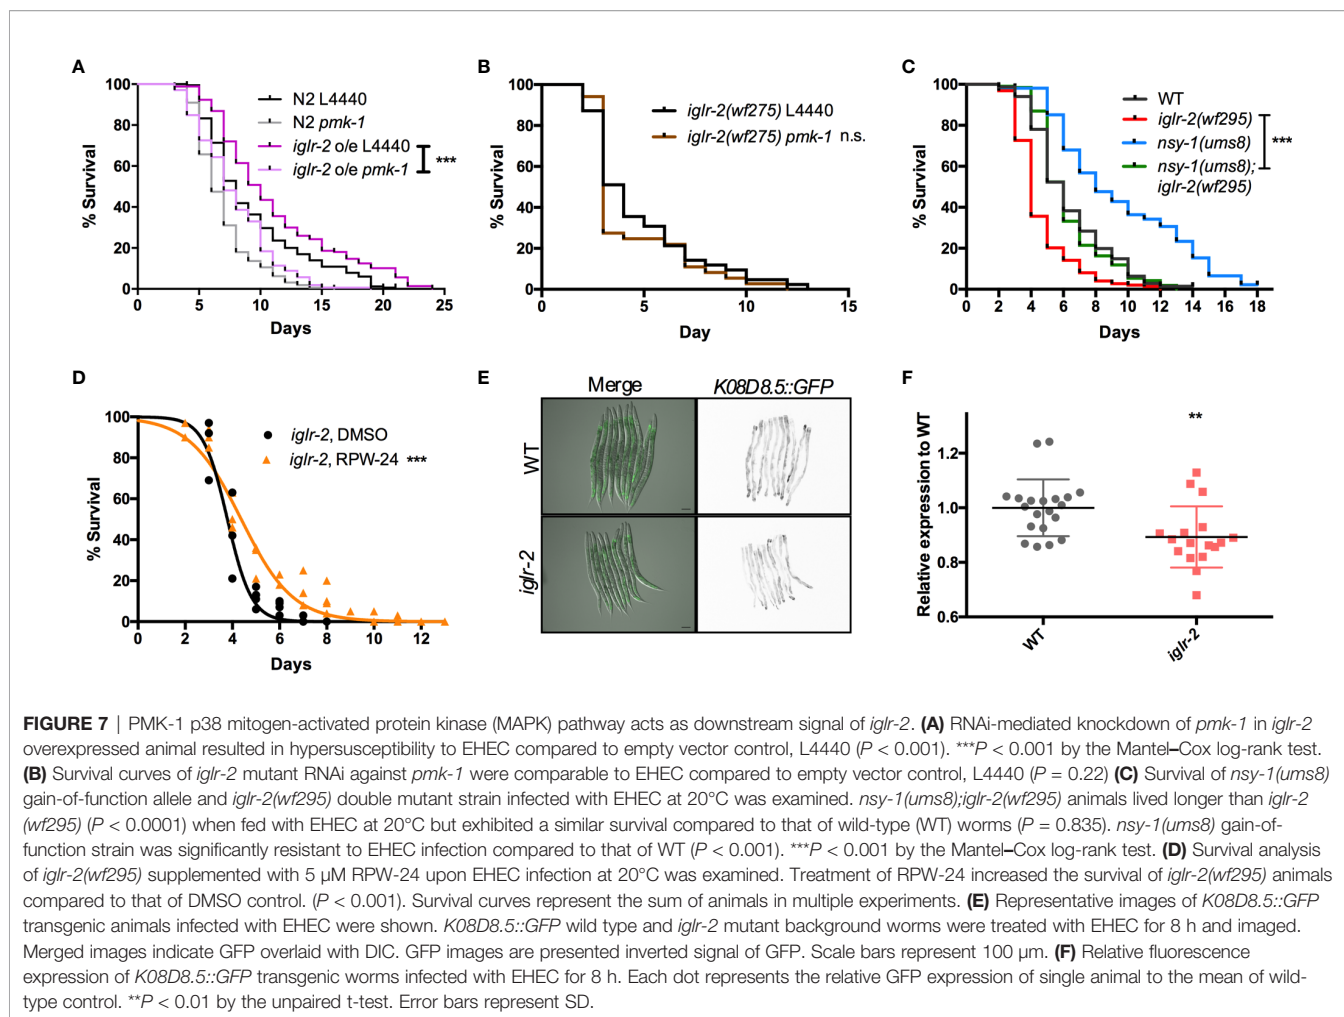 A
% Survival
100
80
60
40
20
0
0 5 10 15 20 25
Days
N2 L4440
N2 pmk-1
iglr-2 o/e L4440
iglr-2 o/e pmk-1
***
B
% Survival
100
80
60
40
20
0
0 5 10 15
Day
iglr-2(wf275) L4440
iglr-2(wf275) pmk-1 n.s.
C
% Survival
100
80
60
40
20
0
0 2 4 6 8 10 12 14 16 18
Days
WT
iglr-2(wf295)
nsy-1(ums8)
nsy-1(ums8);
iglr-2(wf295)
***
D
% Survival
100
80
60
40
20
0
0 2 4 6 8 10 12
Days
iglr-2, DMSO
iglr-2, RPW-24 ***
E
Merge K08D8.5::GFP
WT
iglr-2
F
Relative expression to WT
1.2
1.0
0.8
0.6
**
WT iglr-2
FIGURE 7 | PMK-1 p38 mitogen-activated protein kinase (MAPK) pathway acts as downstream signal of iglr-2. (A) RNAi-mediated knockdown of pmk-1 in iglr-2
overexpressed animal resulted in hypersusceptibility to EHEC compared to empty vector control, L4440 (P < 0.001). ***P < 0.001 by the Mantel–Cox log-rank test.
(B) Survival curves of iglr-2 mutant RNAi against pmk-1 were comparable to EHEC compared to empty vector control, L4440 (P = 0.22) (C) Survival of nsy-1(ums8)
gain-of-function allele and iglr-2(wf295) double mutant strain infected with EHEC at 20°C was examined. nsy-1(ums8);iglr-2(wf295) animals lived longer than iglr-2
(wf295) (P < 0.0001) when fed with EHEC at 20°C but exhibited a similar survival compared to that of wild-type (WT) worms (P = 0.835). nsy-1(ums8) gain-of-
function strain was significantly resistant to EHEC infection compared to that of WT (P < 0.001). ***P < 0.001 by the Mantel–Cox log-rank test. (D) Survival analysis
of iglr-2(wf295) supplemented with 5 µM RPW-24 upon EHEC infection at 20°C was examined. Treatment of RPW-24 increased the survival of iglr-2(wf295) animals
compared to that of DMSO control. (P < 0.001). Survival curves represent the sum of animals in multiple experiments. (E) Representative images of K08D8.5::GFP
transgenic animals infected with EHEC were shown. K08D8.5::GFP wild type and iglr-2 mutant background worms were treated with EHEC for 8 h and imaged.
Merged images indicate GFP overlaid with DIC. GFP images are presented inverted signal of GFP. Scale bars represent 100 µm. (F) Relative fluorescence
expression of K08D8.5::GFP transgenic worms infected with EHEC for 8 h. Each dot represents the relative GFP expression of single animal to the mean of wild-
type control. **P < 0.01 by the unpaired t-test. Error bars represent SD.